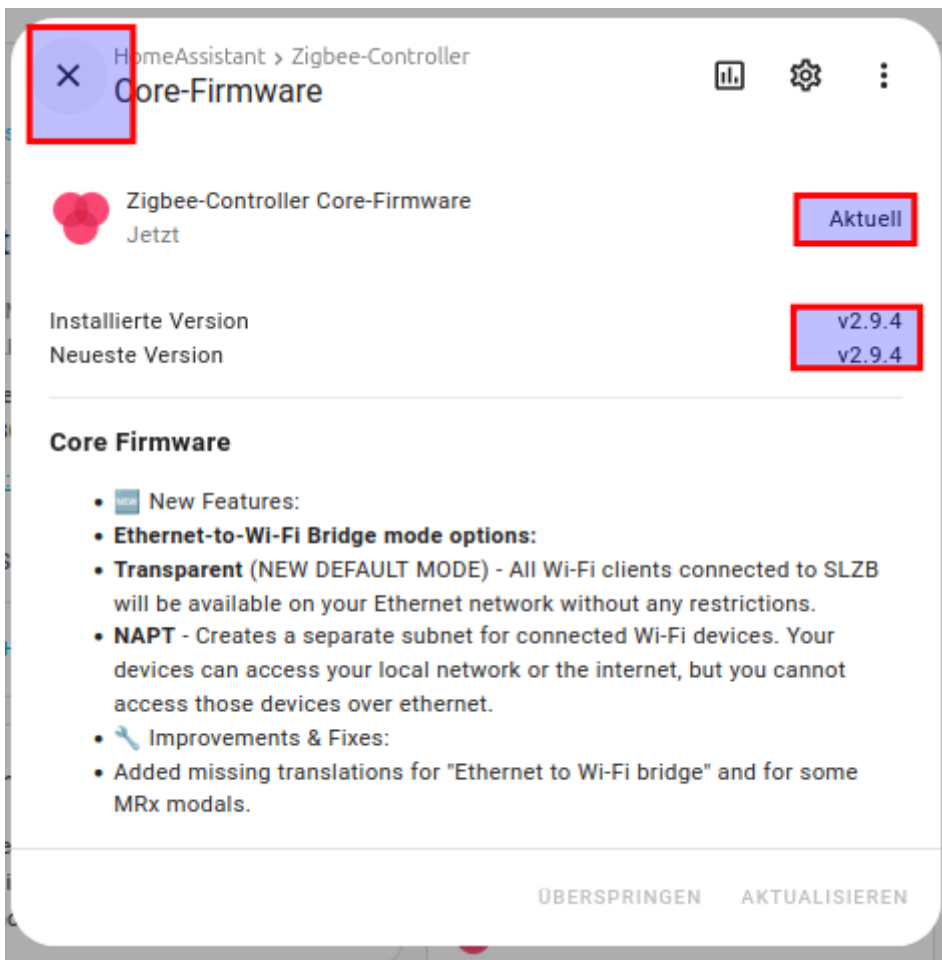 HomeAssistant > Zigbee-Controller
Core-Firmware
Zigbee-Controller Core-Firmware
Jetzt
Aktuell
Installierte Version v2.9.4
Neueste Version v2.9.4
Core Firmware
• 🆕 New Features:
• Ethernet-to-Wi-Fi Bridge mode options:
• Transparent (NEW DEFAULT MODE) - All Wi-Fi clients connected to SLZB
will be available on your Ethernet network without any restrictions.
• NAPT - Creates a separate subnet for connected Wi-Fi devices. Your
devices can access your local network or the internet, but you cannot
access those devices over ethernet.
• 🔧 Improvements & Fixes:
• Added missing translations for "Ethernet to Wi-Fi bridge" and for some
MRx modals.
ÜBERSPRINGEN AKTUALISIEREN